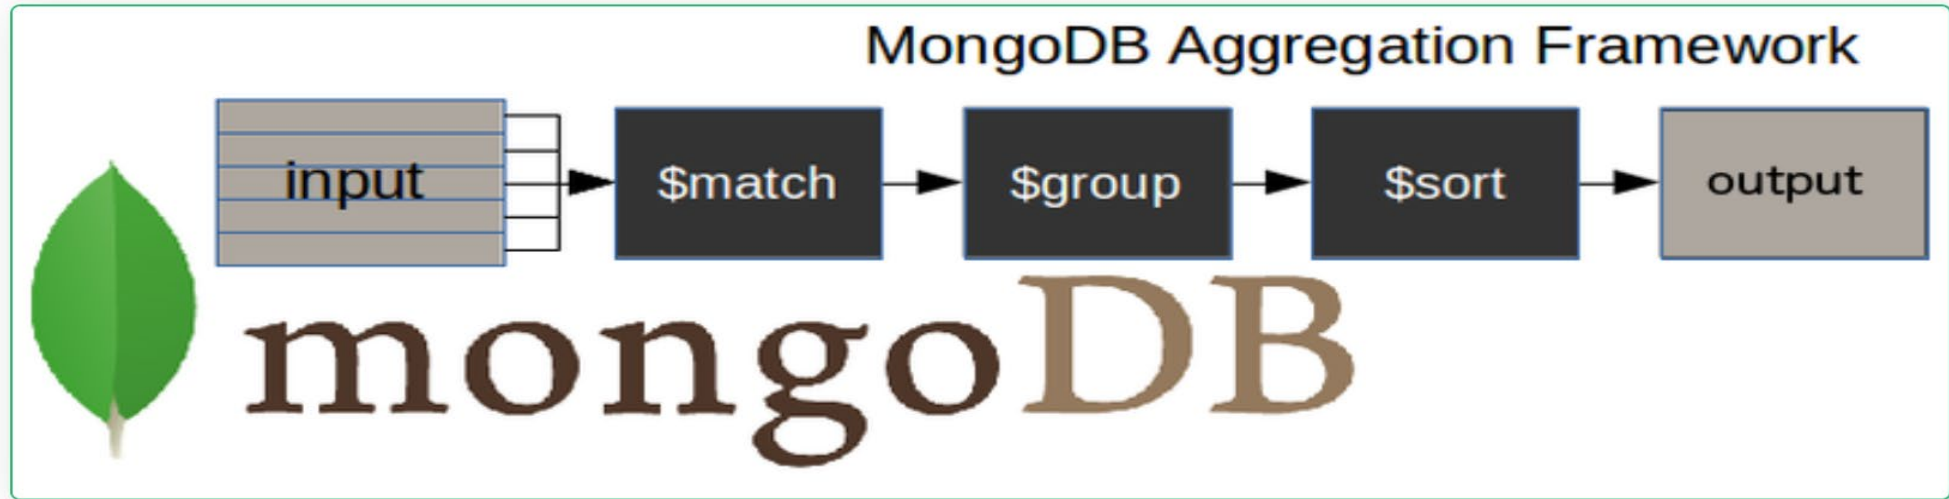 MongoDB Aggregation Framework
input
$match
$group
$sort
output
mongoDB